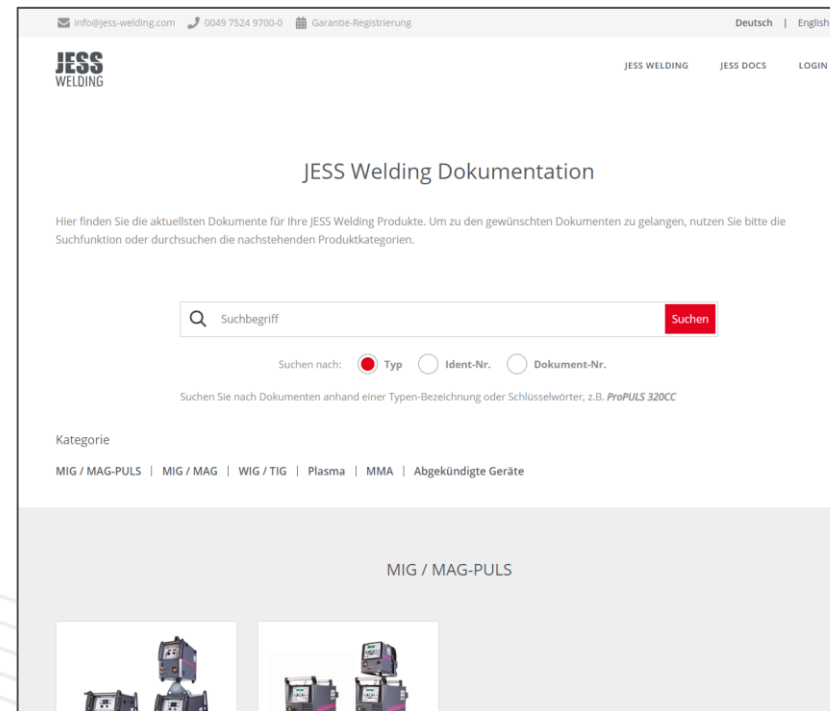 info@jess-welding.com 0049 7524 9700-0 Garantie-Registrierung Deutsch | English
JESS
WELDING
JESS WELDING JESS DOCS LOGIN
JESS Welding Dokumentation
Hier finden Sie die aktuellsten Dokumente für Ihre JESS Welding Produkte. Um zu den gewünschten Dokumenten zu gelangen, nutzen Sie bitte die
Suchfunktion oder durchsuchen die nachstehenden Produktkategorien.
Suchbegriff Suchen
Suchen nach: Typ Ident-Nr. Dokument-Nr.
Suchen Sie nach Dokumenten anhand einer Typen-Bezeichnung oder Schlüsselwörter, z.B. ProPULS 320CC
Kategorie
MIG / MAG-PULS | MIG / MAG | WIG / TIG | Plasma | MMA | Abgekündigte Geräte
MIG / MAG-PULS